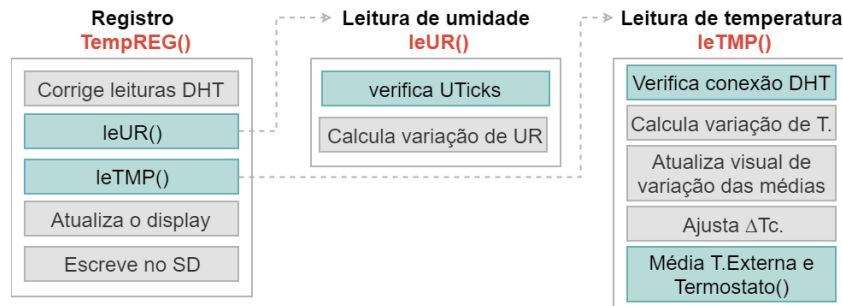 Registro
TempREG()
Corrige leituras DHT
leUR()
leTMP()
Atualiza o display
Escreve no SD
Leitura de umidade
leUR()
verifica UTicks
Calcula variação de UR
Leitura de temperatura
leTMP()
Verifica conexão DHT
Calcula variação de T.
Atualiza visual de
variação das médias
Ajusta ΔTc.
Média T.Externa e
Termostato()